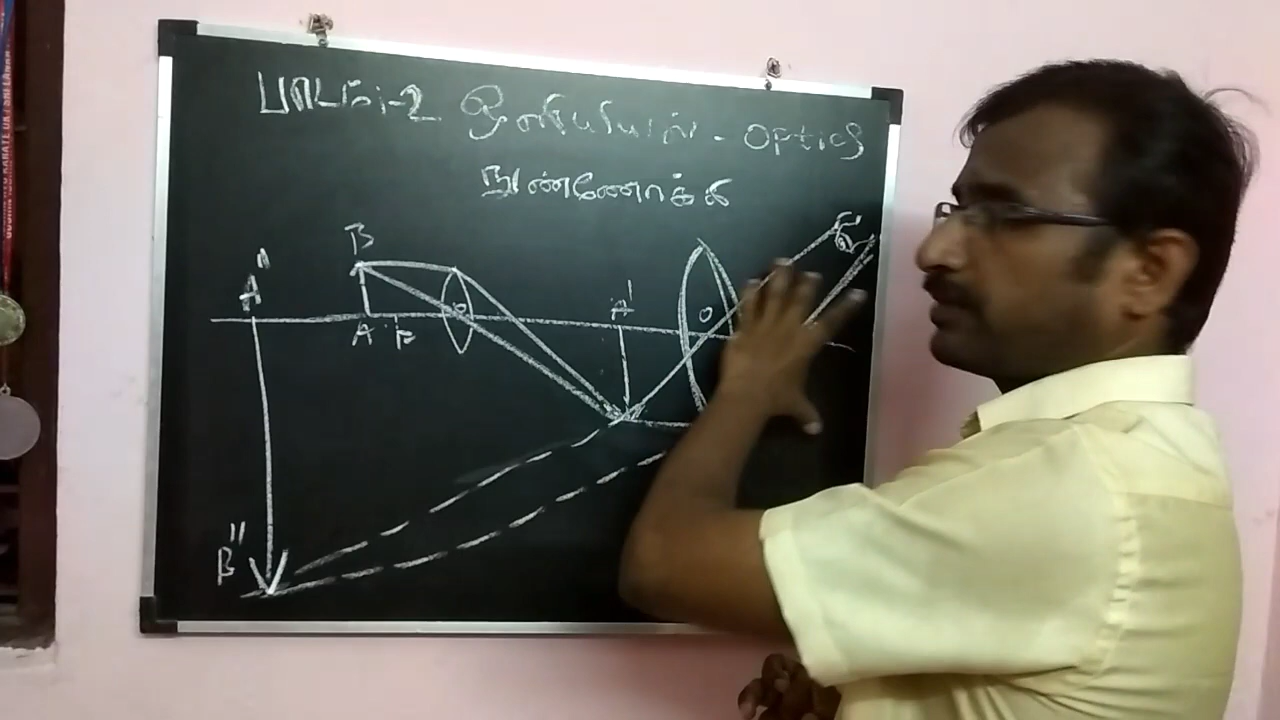 பாடம்-2 ஒளியியல் - Optics
நுண்ணோக்கி
B
A"
O
A'
O
A F
B"